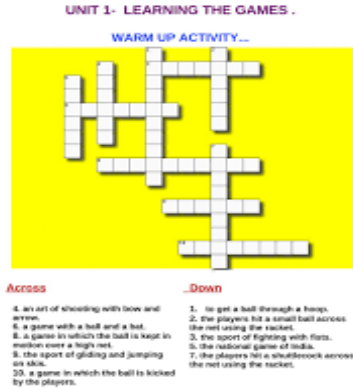 UNIT 1- LEARNING THE GAMES .
WARM UP ACTIVITY...
Across
4. an art of shooting with bow and
arrow.
6. a game with a ball and a bat.
8. a game in which the ball is kept in
motion over a high net.
9. the sport of gliding and jumping
on skis.
10. a game in which the ball is kicked
by the players.
Down
1. to get a ball through a hoop.
2. the players hit a small ball across
the net using the racket.
3. the sport of fighting with fists.
5. the national game of India.
7. the players hit a shuttlecock across
the net using the racket.